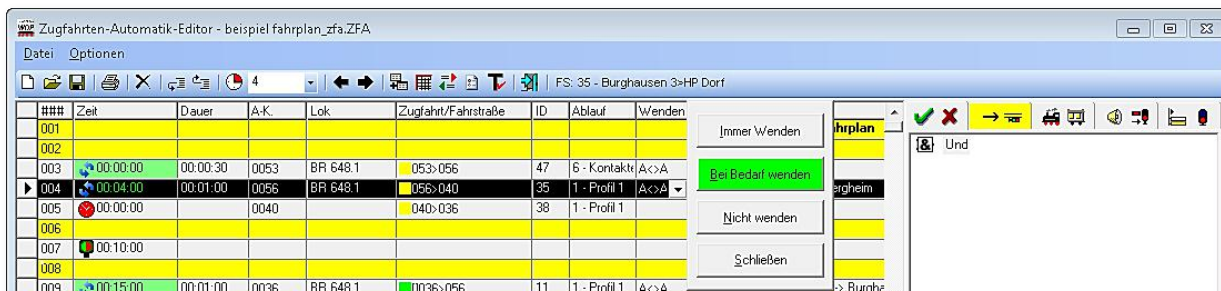 Zugfahrten-Automatik-Editor - beispiel fahrplan_zfa.ZFA
Datei Optionen
4 FS: 35 - Burghausen 3>HP Dorf
### Zeit Dauer A-K. Lok Zugfahrt/Fahrstraße ID Ablauf Wenden
001 hrplan
002
003 00:00:00 00:00:30 0053 BR 648.1 053>056 47 6 - Kontakte A<>A
004 00:04:00 00:01:00 0056 BR 648.1 056>040 35 1 - Profil 1 A<>A ergheim
005 00:00:00 0040 040>036 38 1 - Profil 1
006
007 00:10:00
008
009 00:15:00 00:01:00 0036 BR 648.1 0036>056 11 1 - Profil 1 A<>A -> Burgha
Immer Wenden
Bei Bedarf wenden
Nicht wenden
Schließen
& Und